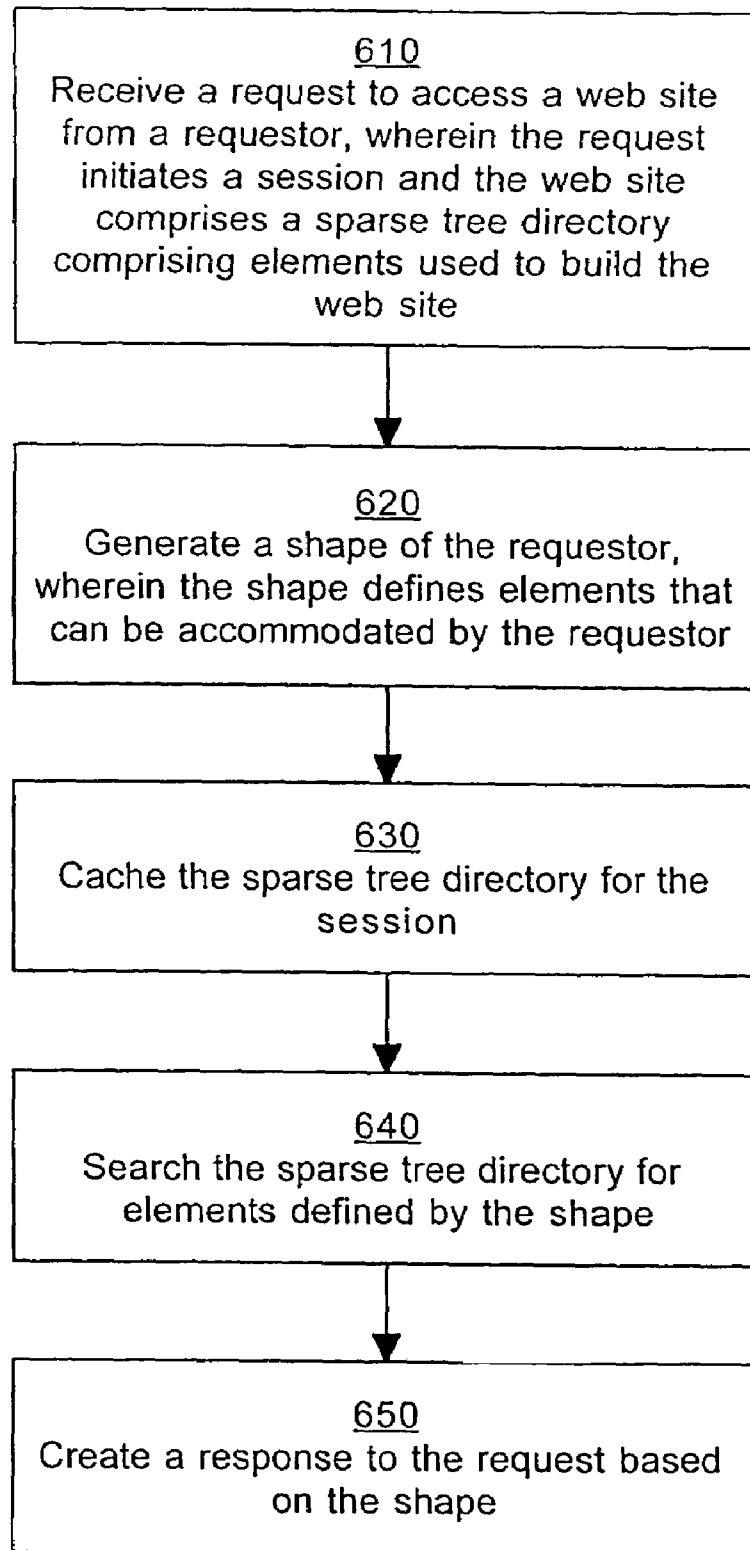 610
Receive a request to access a web site
from a requestor, wherein the request
initiates a session and the web site
comprises a sparse tree directory
comprising elements used to build the
web site
620
Generate a shape of the requestor,
wherein the shape defines elements that
can be accommodated by the requestor
630
Cache the sparse tree directory for the
session
640
Search the sparse tree directory for
elements defined by the shape
650
Create a response to the request based
on the shape